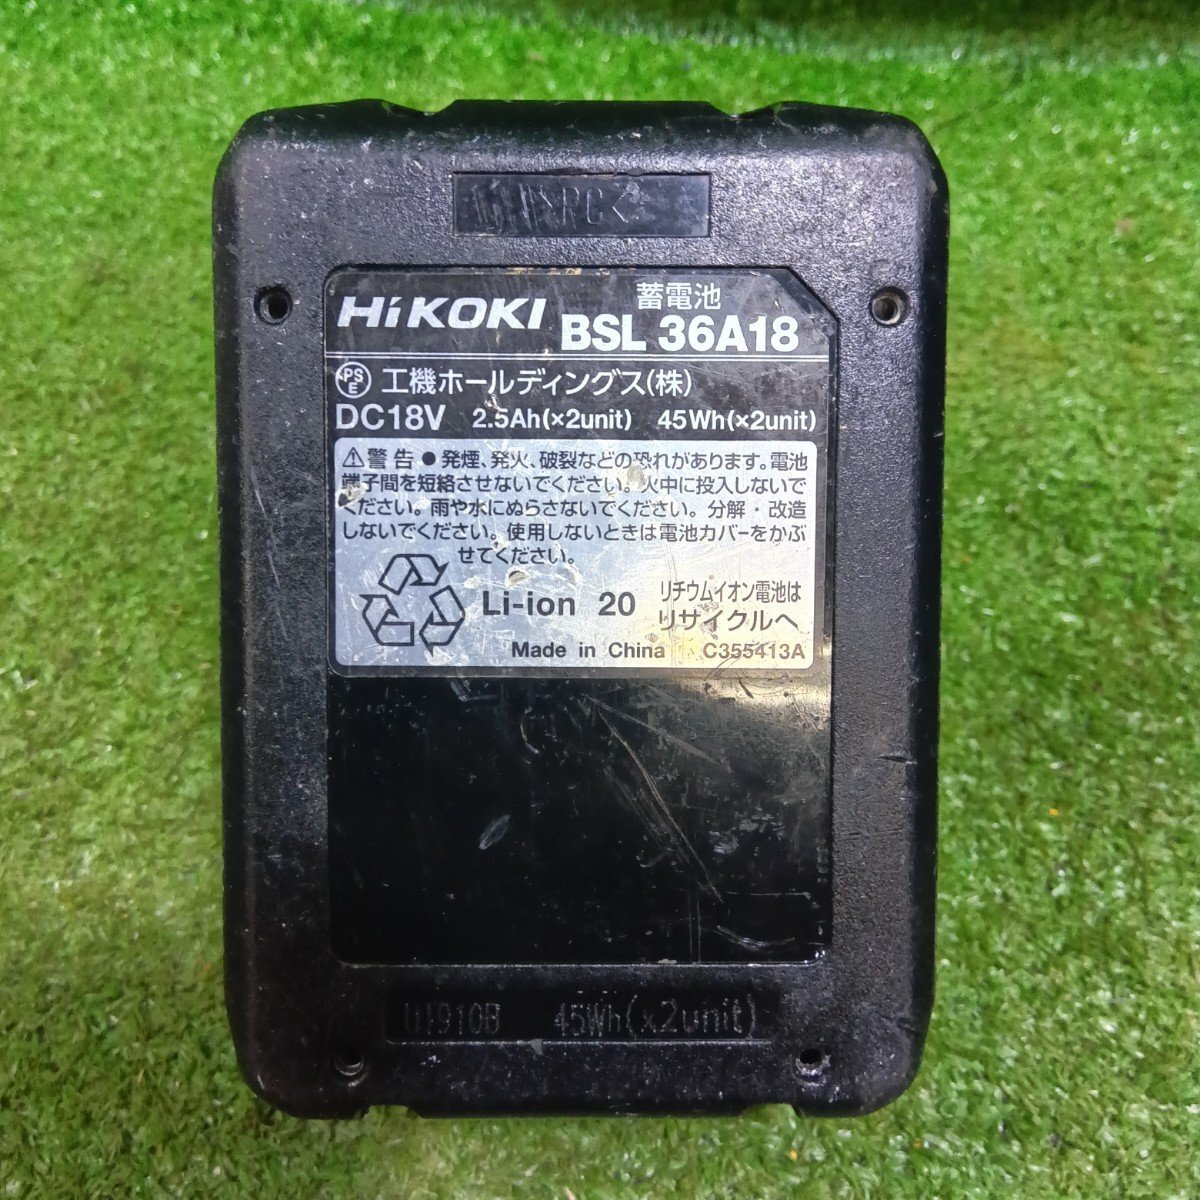 >PC<
HiKOKI 蓄電池
BSL 36A18
PSE 工機ホールディングス(株)
DC18V 2.5Ah(×2unit) 45Wh(×2unit)
⚠警告 ●発煙、発火、破裂などの恐れがあります。電池
端子間を短絡させないでください。火中に投入しないで
ください。雨や水にぬらさないでください。分解・改造
しないでください。使用しないときは電池カバーをかぶ
せてください。
Li-ion 20 リチウムイオン電池は
リサイクルへ
Made in China C355413A
U1910B 45Wh(×2unit)